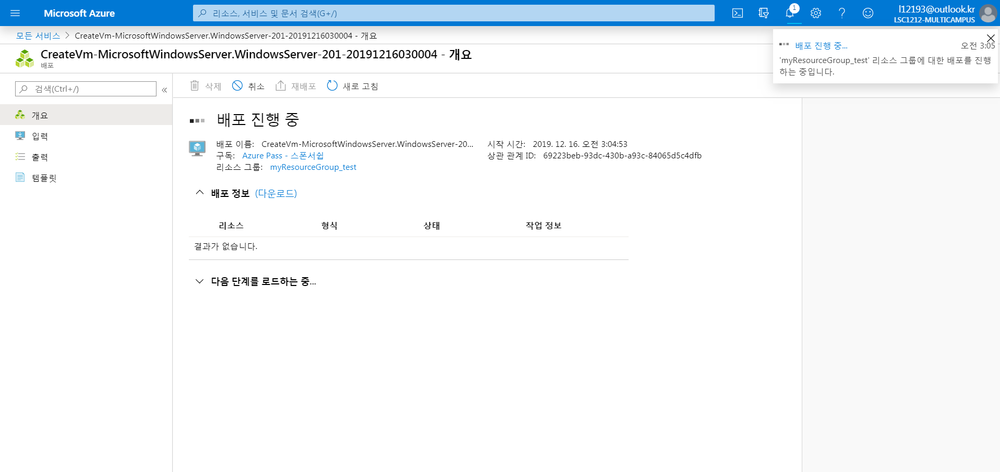 Microsoft Azure
리소스, 서비스 및 문서 검색(G+/)
1
l12193@outlook.kr
LSC1212-MULTICAMPUS
모든 서비스 > CreateVm-MicrosoftWindowsServer.WindowsServer-201-20191216030004 - 개요
CreateVm-MicrosoftWindowsServer.WindowsServer-201-20191216030004 - 개요
배포
배포 진행 중...
오전 3:05
'myResourceGroup_test' 리소스 그룹에 대한 배포를 진행
하는 중입니다.
검색(Ctrl+/)
«
개요
입력
출력
템플릿
삭제
취소
재배포
새로 고침
배포 진행 중
배포 이름: CreateVm-MicrosoftWindowsServer.WindowsServer-20...
구독: Azure Pass - 스폰서쉽
리소스 그룹: myResourceGroup_test
시작 시간: 2019. 12. 16. 오전 3:04:53
상관 관계 ID: 69223beb-93dc-430b-a93c-84065d5c4dfb
배포 정보 (다운로드)
리소스 형식 상태 작업 정보
결과가 없습니다.
다음 단계를 로드하는 중...